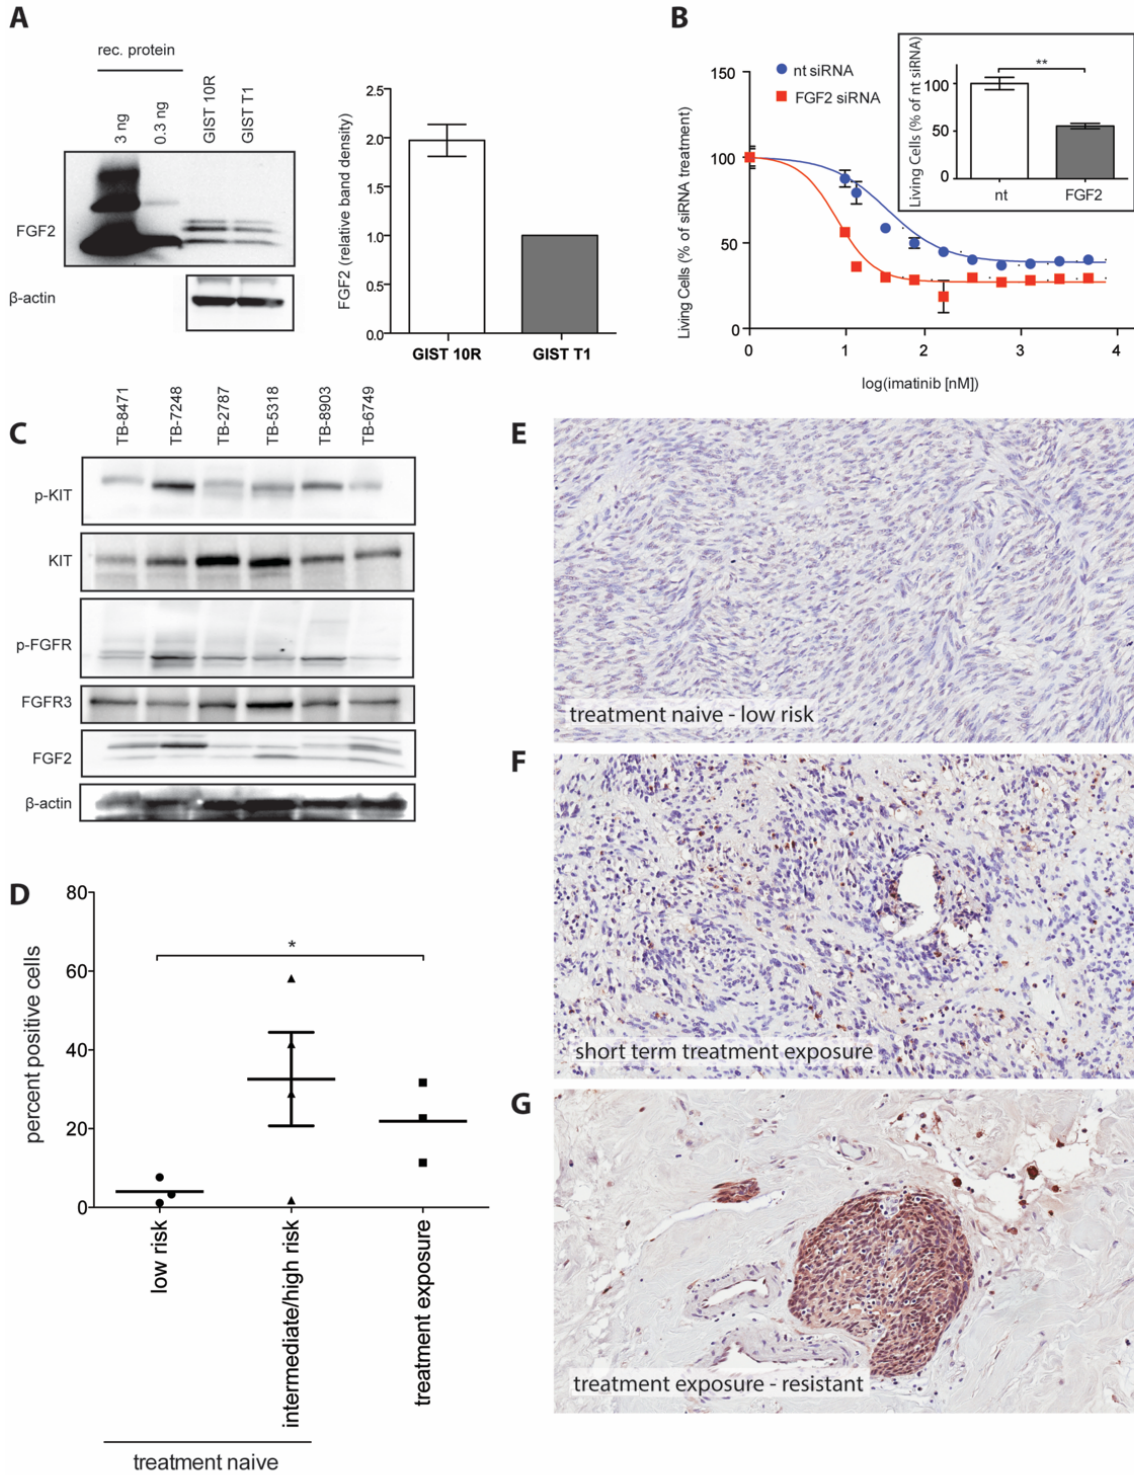 A
rec. protein
3 ng
0.3 ng
GIST 10R
GIST T1
FGF2
β-actin
FGF2 (relative band density)
2.5
2.0
1.5
1.0
0.5
0.0
GIST 10R
GIST T1
B
nt siRNA
FGF2 siRNA
Living Cells (% of siRNA treatment)
150
100
50
0
0
1
2
3
4
log(imatinib [nM])
Living Cells (% of nt siRNA)
100
50
0
**
nt
FGF2
C
TB-8471
TB-7248
TB-2787
TB-5318
TB-8903
TB-6749
p-KIT
KIT
p-FGFR
FGFR3
FGF2
β-actin
D
percent positive cells
80
60
40
20
0
*
low risk
intermediate/high risk
treatment exposure
treatment naive
E
treatment naive - low risk
F
short term treatment exposure
G
treatment exposure - resistant